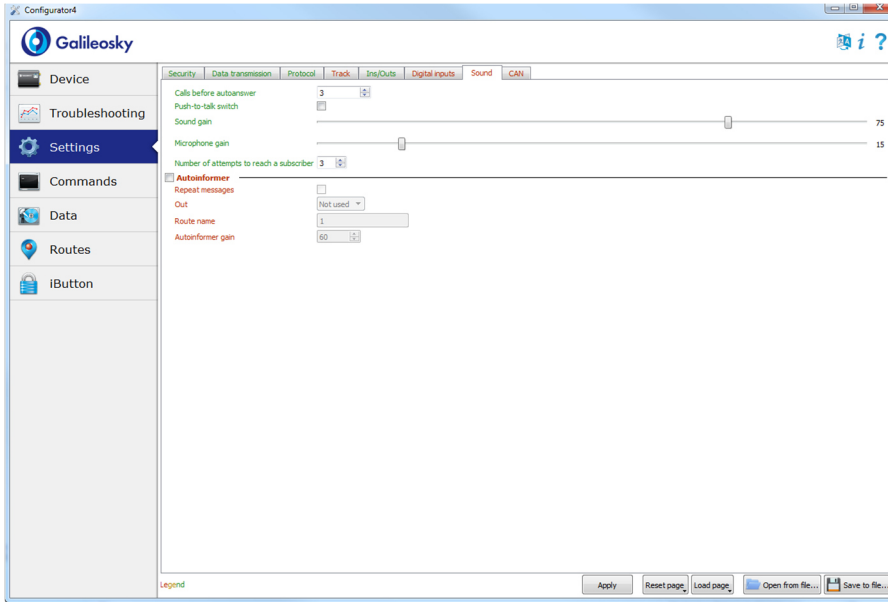 Configurator4
Galileosky
Device
Troubleshooting
Settings
Commands
Data
Routes
iButton
Security Data transmission Protocol Track Ins/Outs Digital inputs Sound CAN
Calls before autoanswer 3
Push-to-talk switch
Sound gain 75
Microphone gain 15
Number of attempts to reach a subscriber 3
Autoinformer
Repeat messages
Out Not used
Route name 1
Autoinformer gain 60
Legend Apply Reset page Load page Open from file... Save to file...